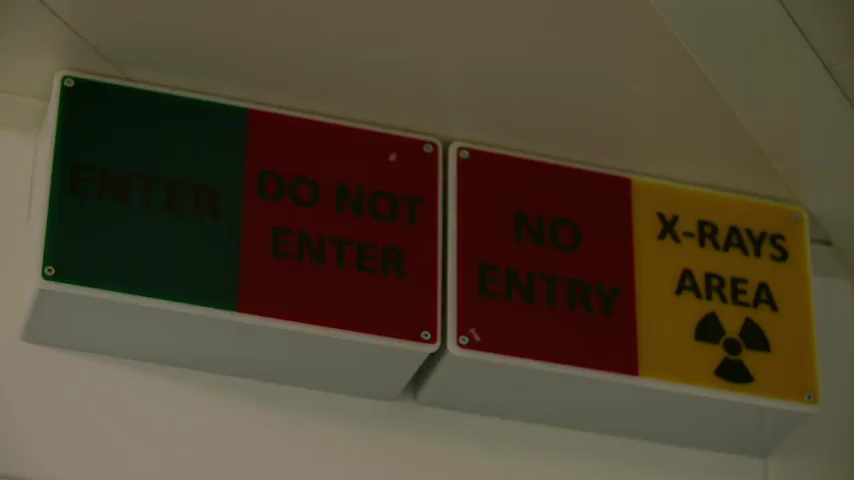 ENTER
DO NOT
ENTER
NO
ENTRY
X-RAYS
AREA